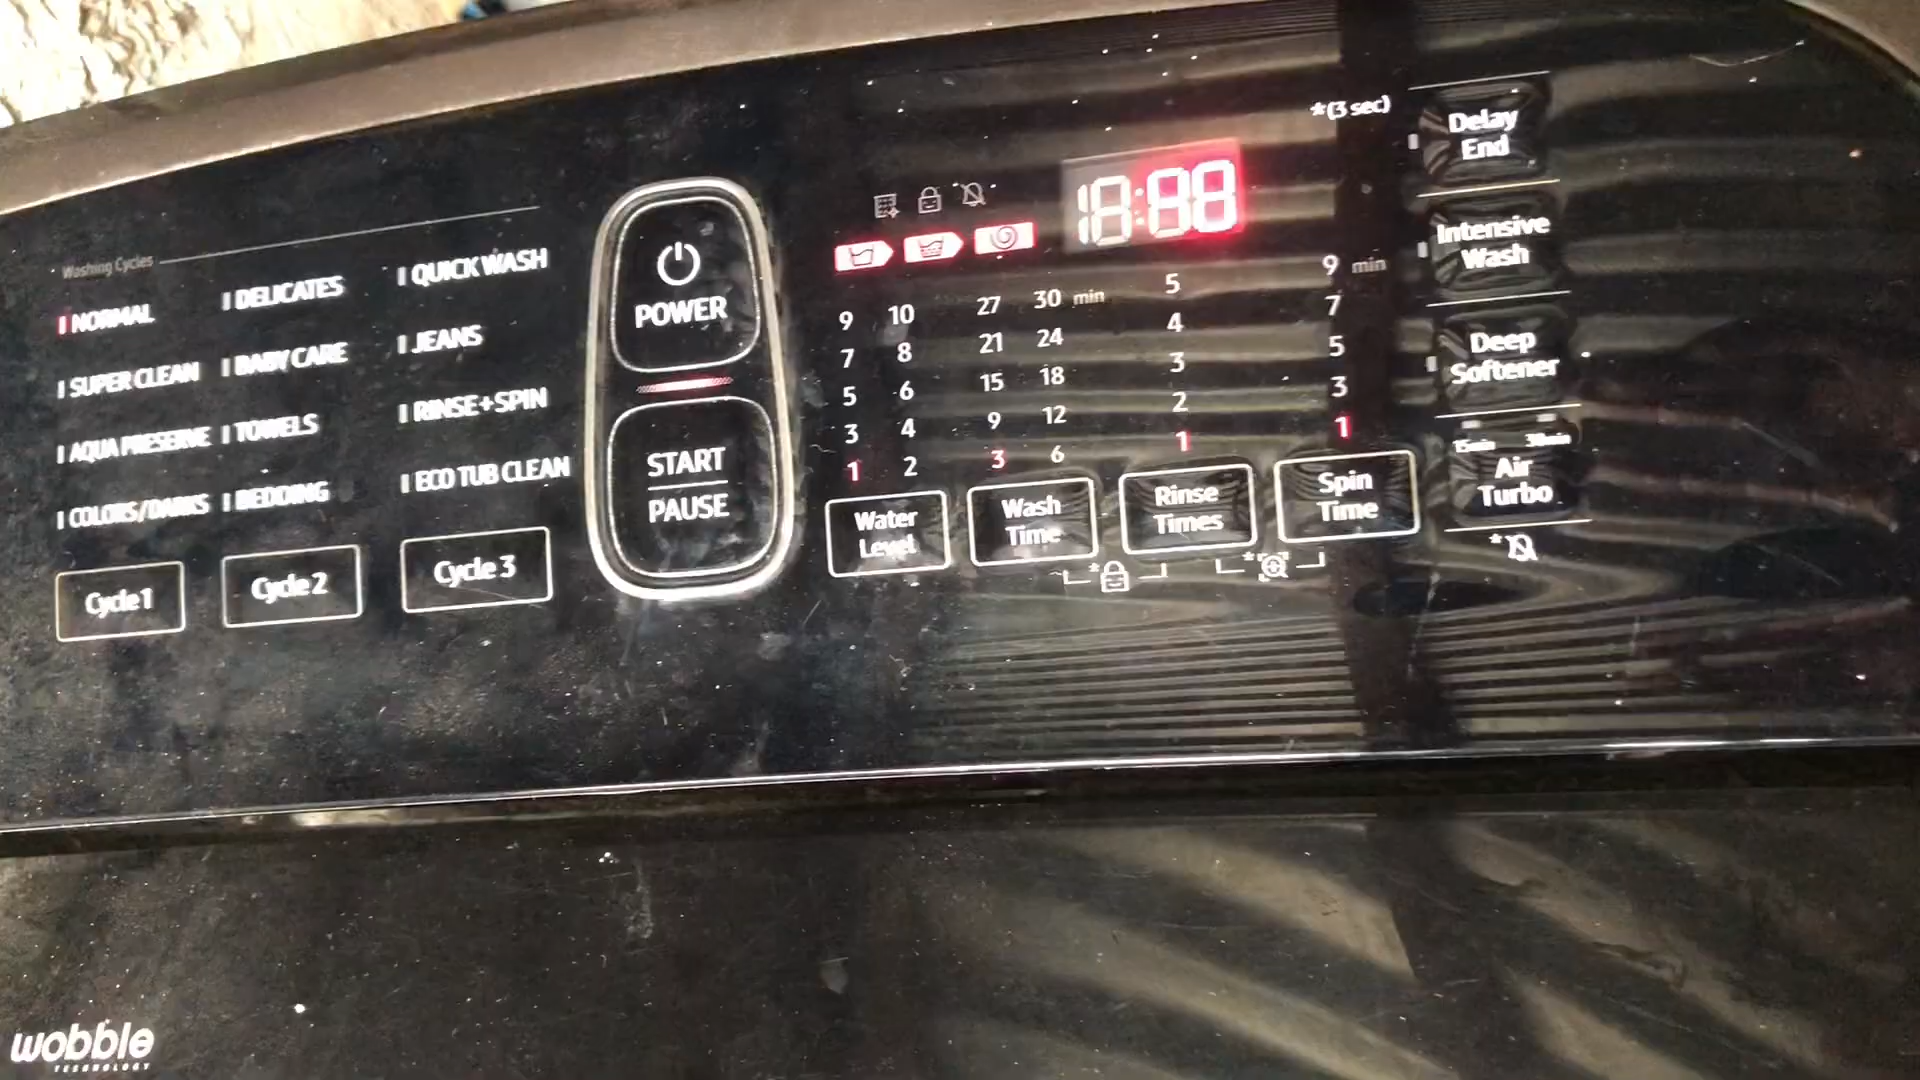 *(3 sec)
Delay
End
Washing Cycles
NORMAL
SUPER CLEAN
AQUA PRESERVE
COLORS/DARKS
DELICATES
BABY CARE
TOWELS
BEDDING
QUICK WASH
JEANS
RINSE+SPIN
ECO TUB CLEAN
Cycle 1
Cycle 2
Cycle 3
POWER
START
PAUSE
9 10
7 8
5 6
3 4
1 2
Water
Level
27 30 min
21 24
15 18
9 12
3 6
Wash
Time
5
4
3
2
1
Rinse
Times
9 min
7
5
3
1
Spin
Time
Intensive
Wash
Deep
Softener
15min 30min
Air
Turbo
wobble
TECHNOLOGY